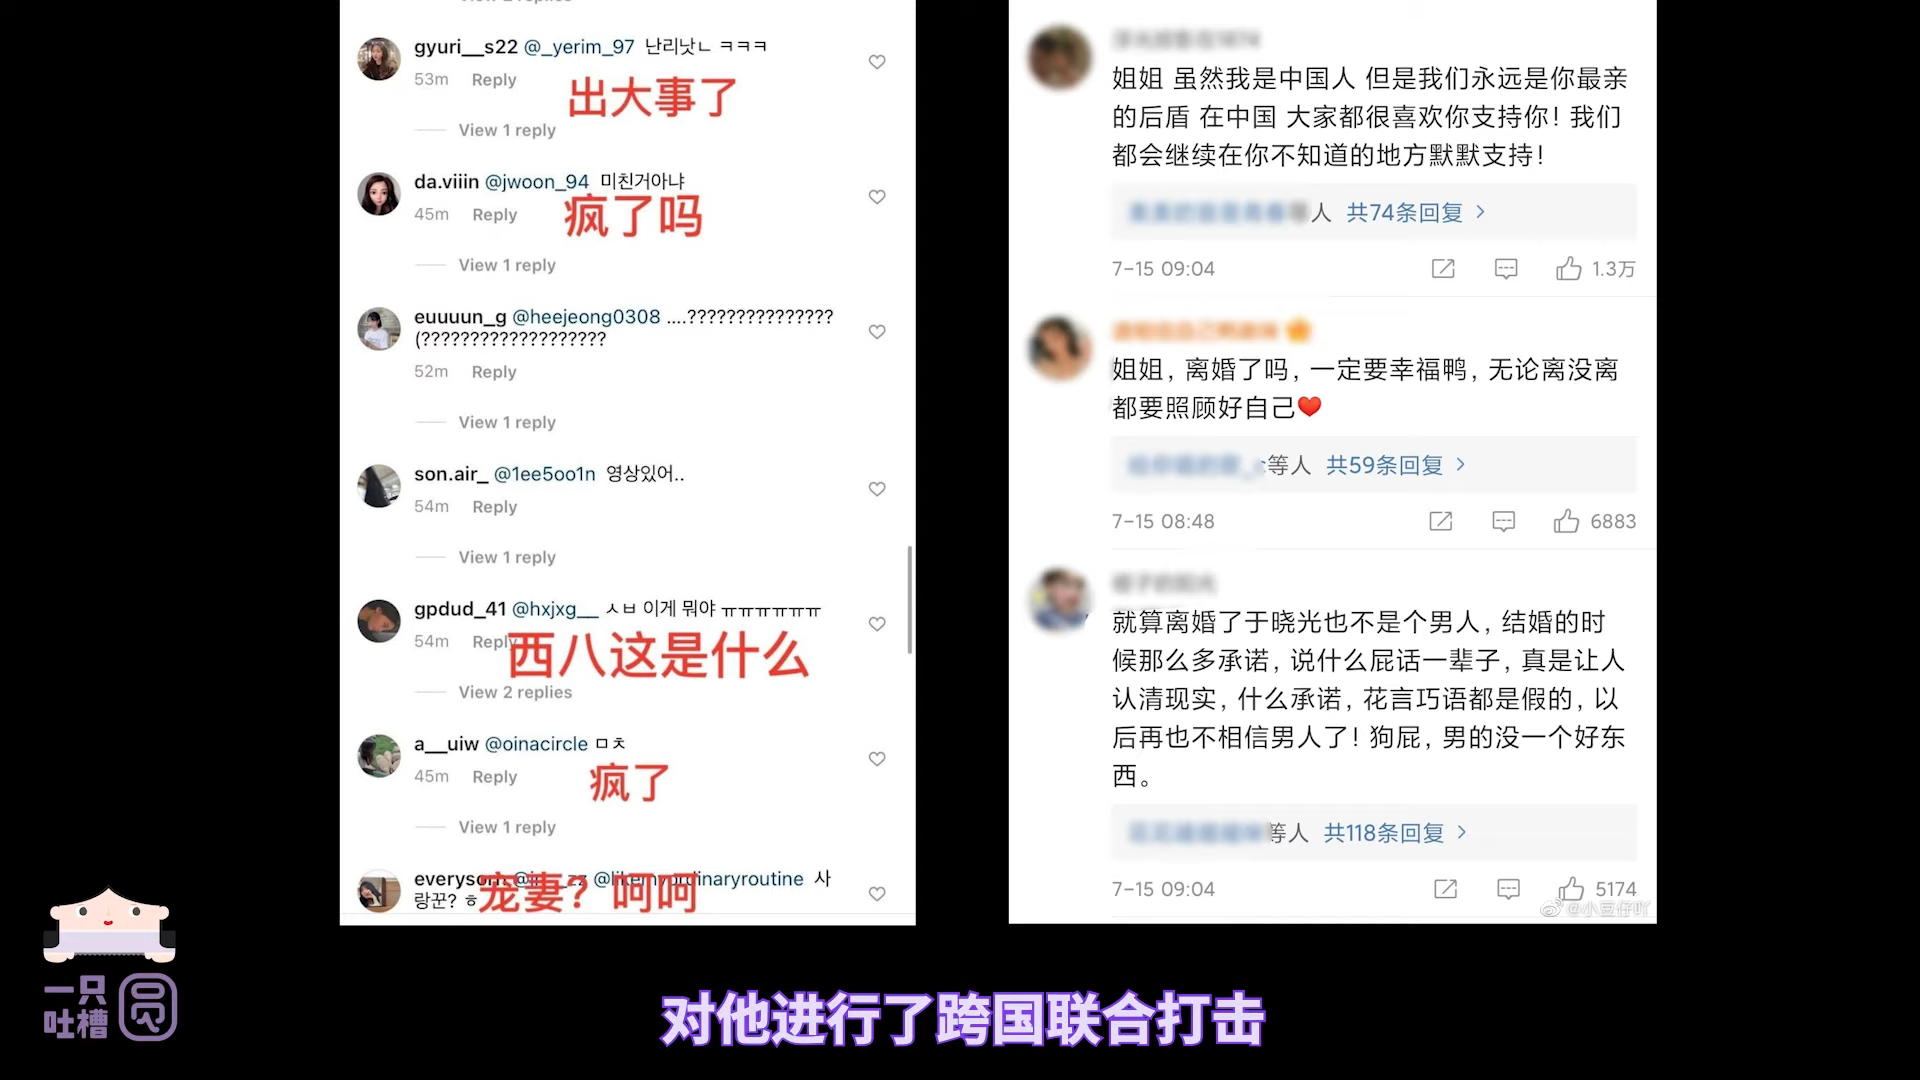 gyuri__s22 @_yerim_97 난리낫ㄴ ㅋㅋㅋ
53m Reply
出大事了
View 1 reply
da.viiin @jwoon_94 미친거아냐
45m Reply
疯了吗
View 1 reply
euuuun_g @heejeong0308 ....???????????????
(???????????????????
52m Reply
View 1 reply
son.air_ @1ee5oo1n 영상있어..
54m Reply
View 1 reply
gpdud_41 @hxjxg__ ㅅㅂ 이게 뭐야 ㅠㅠㅠㅠㅠㅠ
54m Reply
西八这是什么
View 2 replies
a__uiw @oinacircle ㅁㅊ
45m Reply
疯了
View 1 reply
사
랑꾼? ㅎ
宠妻？呵呵
姐姐 虽然我是中国人 但是我们永远是你最亲
的后盾 在中国 大家都很喜欢你支持你！我们
都会继续在你不知道的地方默默支持！
等人 共74条回复 >
7-15 09:04 1.3万
姐姐，离婚了吗，一定要幸福鸭，无论离没离
都要照顾好自己❤
等人 共59条回复 >
7-15 08:48 6883
就算离婚了于晓光也不是个男人，结婚的时
候那么多承诺，说什么屁话一辈子，真是让人
认清现实，什么承诺，花言巧语都是假的，以
后再也不相信男人了！狗屁，男的没一个好东
西。
等人 共118条回复 >
7-15 09:04 5174
@小豆仔吖
一只
吐槽 圆
对他进行了跨国联合打击